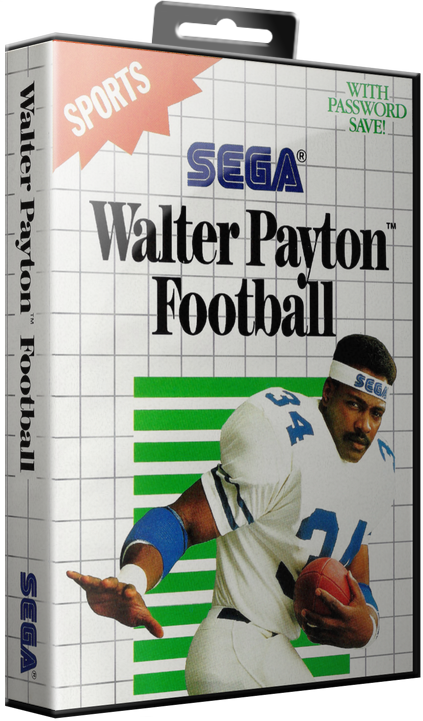 SPORTS
WITH
PASSWORD
SAVE!
SEGA®
Walter Payton™
Football
SEGA
34
34
Walter Payton™ Football
SEGA®